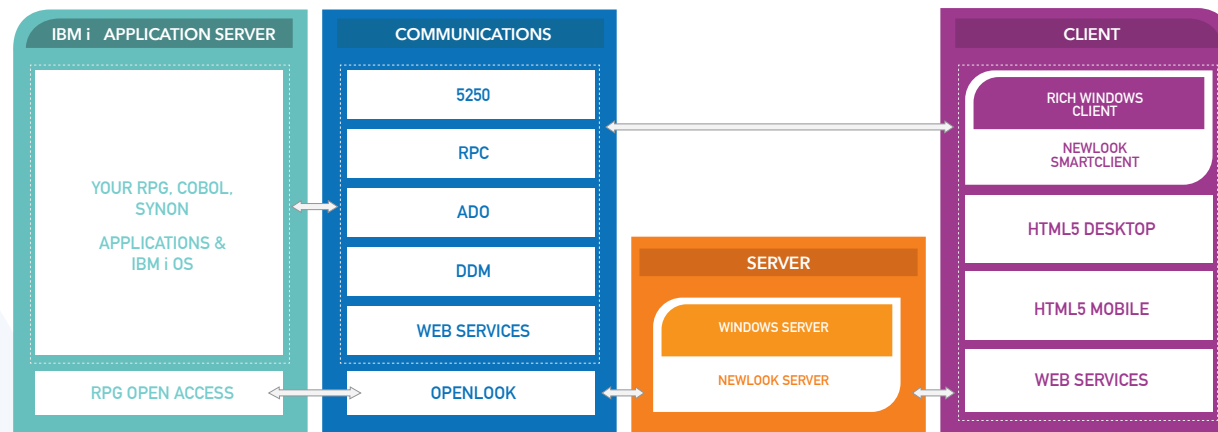 IBM i APPLICATION SERVER
YOUR RPG, COBOL,
SYNON
APPLICATIONS &
IBM i OS
RPG OPEN ACCESS
COMMUNICATIONS
5250
RPC
ADO
DDM
WEB SERVICES
OPENLOOK
SERVER
WINDOWS SERVER
NEWLOOK SERVER
CLIENT
RICH WINDOWS
CLIENT
NEWLOOK
SMARTCLIENT
HTML5 DESKTOP
HTML5 MOBILE
WEB SERVICES